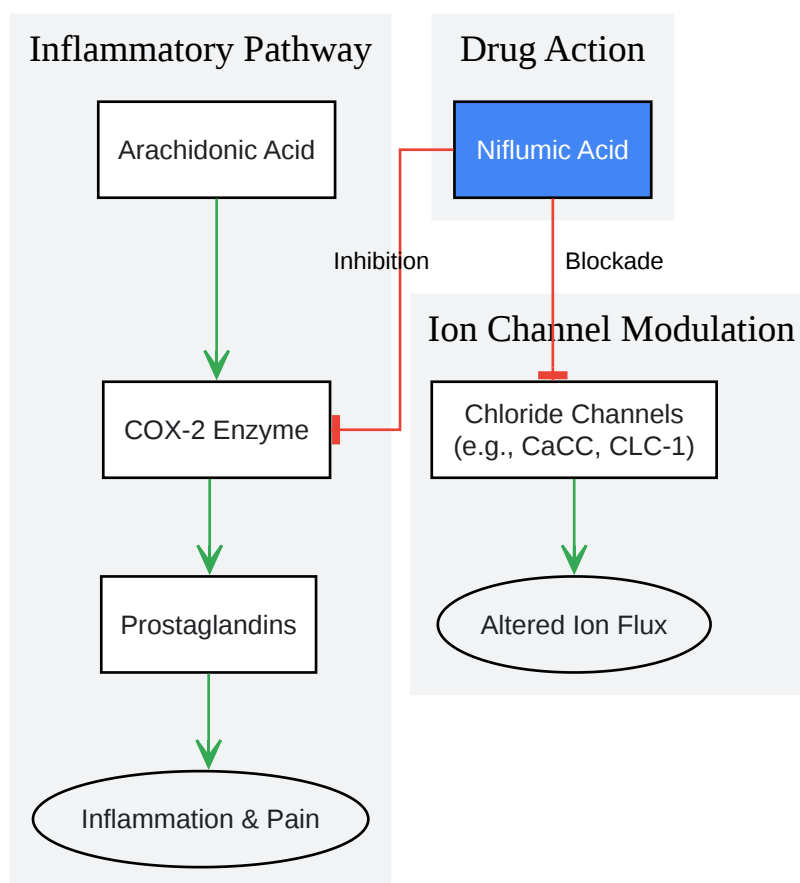 Inflammatory Pathway
Drug Action
Arachidonic Acid
Niflumic Acid
Inhibition
Blockade
Ion Channel Modulation
COX-2 Enzyme
Chloride Channels
(e.g., CaCC, CLC-1)
Prostaglandins
Altered Ion Flux
Inflammation & Pain